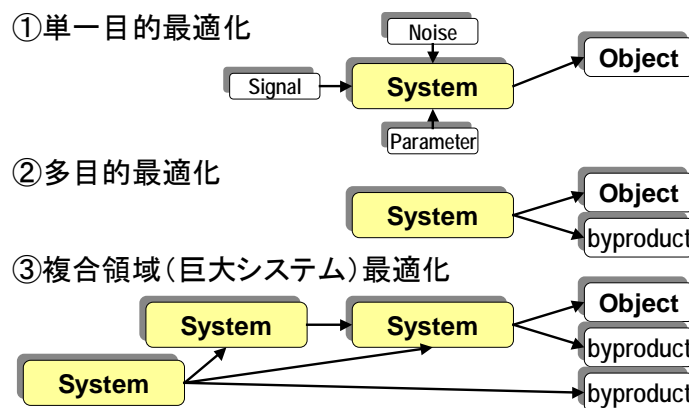 ①単一目的最適化
Noise
Object
Signal
System
Parameter
②多目的最適化
Object
System
byproduct
③複合領域(巨大システム)最適化
Object
System
System
byproduct
System
byproduct